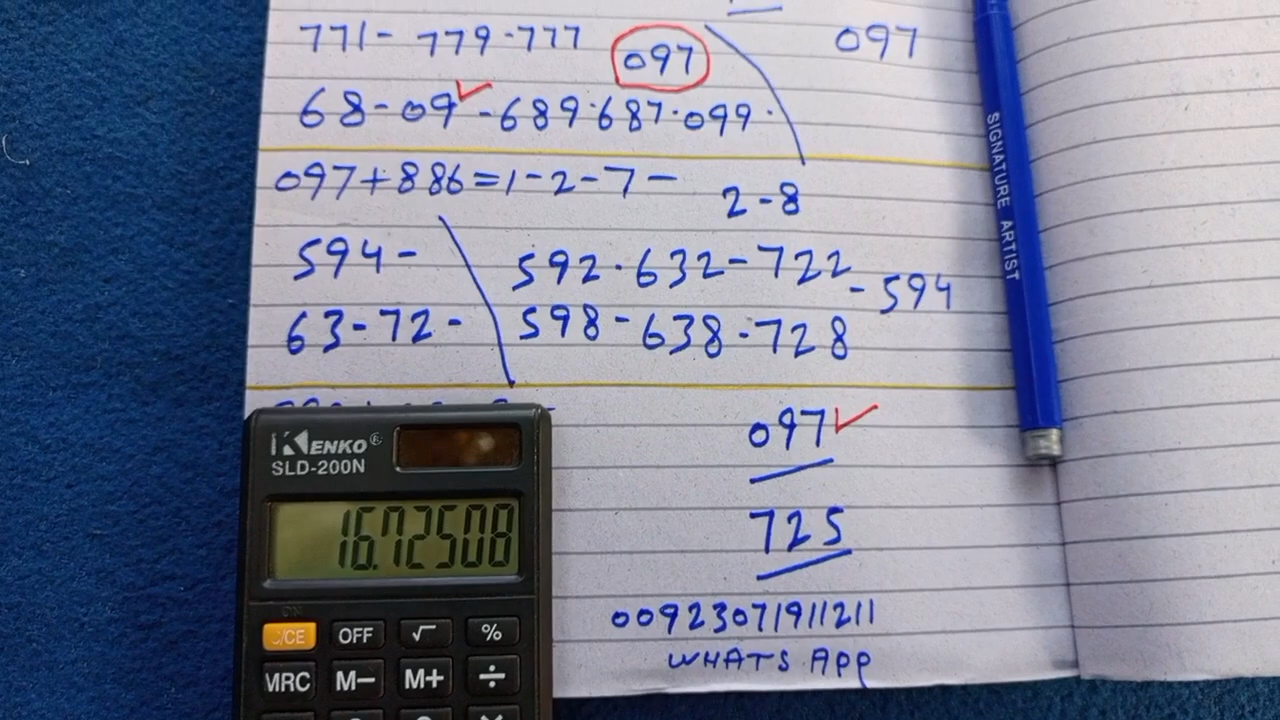 771- 779-777 097 097
68-09 -689.687.099.
097+886=1-2-7- 2-8
594- 592.632-722 - 594
63-72- 598-638-728
097
725
00923071911211
WHATS APP
KENKO®
SLD-200N
16.72508
C/CE OFF √ %
MRC M− M+ ÷
SIGNATURE ARTIST